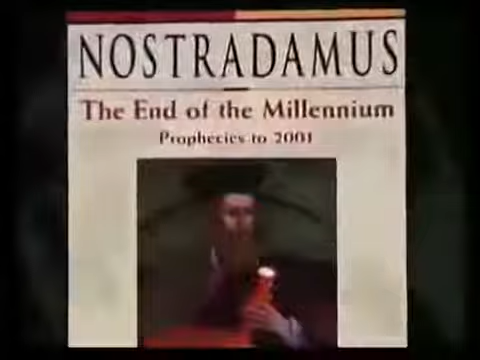 NOSTRADAMUS
The End of the Millennium
Prophecies to 2001